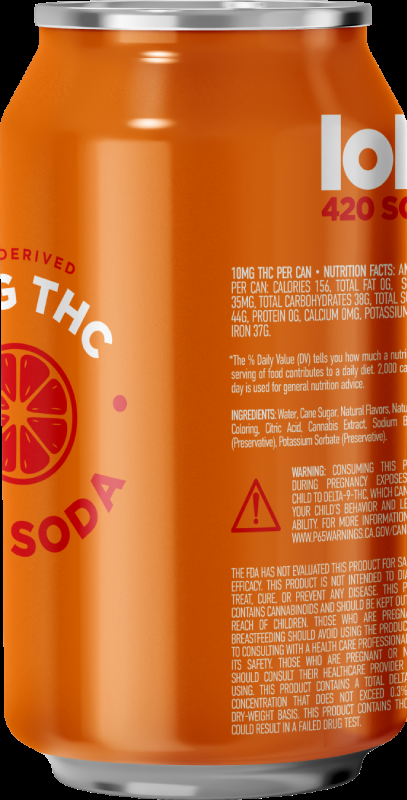 DERIVED
G THC
SODA
lol
420 SO
10MG THC PER CAN • NUTRITION FACTS: AM
PER CAN: CALORIES 156, TOTAL FAT 0G, S
35MG, TOTAL CARBOHYDRATES 38G, TOTAL S
44G, PROTEIN 0G, CALCIUM 0MG, POTASSIUM
IRON 37G.
*The % Daily Value (DV) tells you how much a nutri
serving of food contributes to a daily diet. 2,000 ca
day is used for general nutrition advice.
INGREDIENTS: Water, Cane Sugar, Natural Flavors, Natu
Coloring, Citric Acid, Cannabis Extract, Sodium B
(Preservative), Potassium Sorbate (Preservative).
WARNING: CONSUMING THIS P
DURING PREGNANCY EXPOSES
CHILD TO DELTA-9-THC, WHICH CAN
YOUR CHILD'S BEHAVIOR AND LE
ABILITY. FOR MORE INFORMATION
WWW.P65WARNINGS.CA.GOV/CAN
THE FDA HAS NOT EVALUATED THIS PRODUCT FOR SA
EFFICACY. THIS PRODUCT IS NOT INTENDED TO DIA
TREAT, CURE, OR PREVENT ANY DISEASE. THIS P
CONTAINS CANNABINOIDS AND SHOULD BE KEPT OUT
REACH OF CHILDREN. THOSE WHO ARE PREGNA
BREASTFEEDING SHOULD AVOID USING THE PRODUC
TO CONSULTING WITH A HEALTH CARE PROFESSIONAL
ITS SAFETY. THOSE WHO ARE PREGNANT OR N
SHOULD CONSULT THEIR HEALTHCARE PROVIDER
USING. THIS PRODUCT CONTAINS A TOTAL DELTA
CONCENTRATION THAT DOES NOT EXCEED 0.3%
DRY-WEIGHT BASIS. THIS PRODUCT CONTAINS THC
COULD RESULT IN A FAILED DRUG TEST.